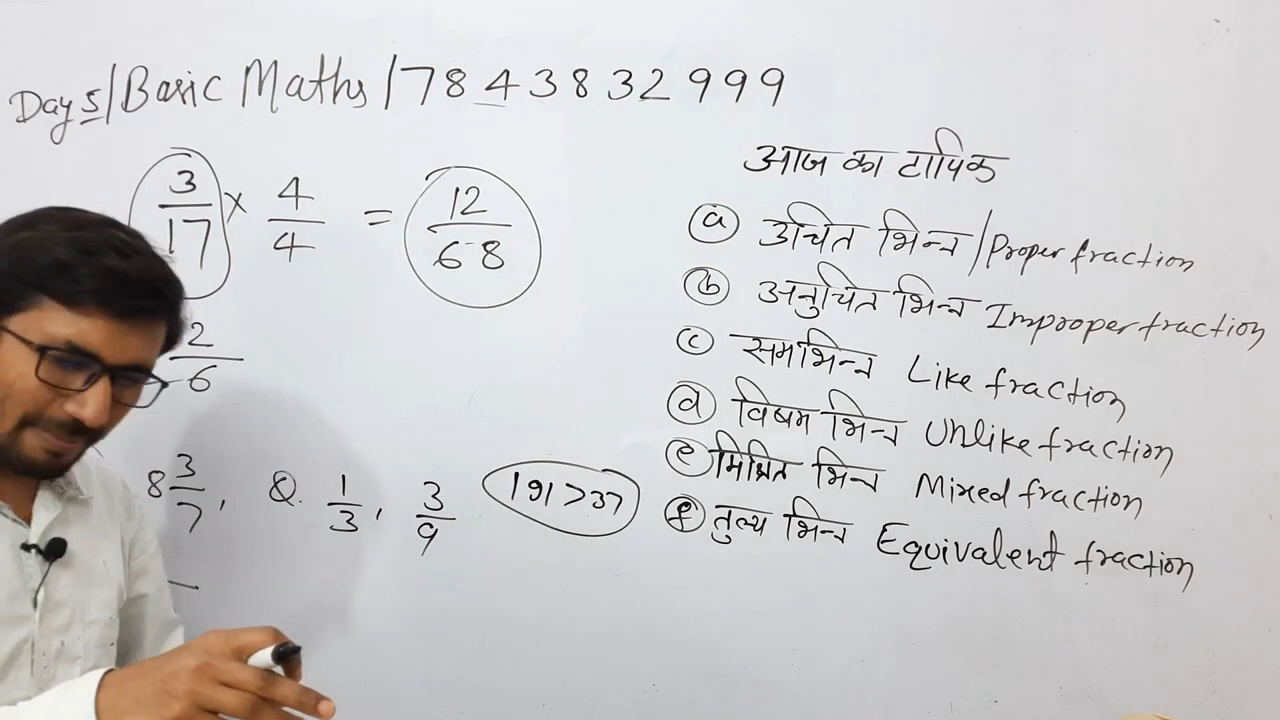 Day 5/Basic Maths/7843832999
3/17 × 4/4 = 12/68
2/6
8 3/7, Q. 1/3, 3/9
191>37
आज का टापिक
(a) उचित भिन्न/Proper fraction
(b) अनुचित भिन्न Improper fraction
(c) समभिन्न Like fraction
(d) विषम भिन्न Unlike fraction
(e) मिश्रित भिन्न Mixed fraction
(f) तुल्य भिन्न Equivalent fraction